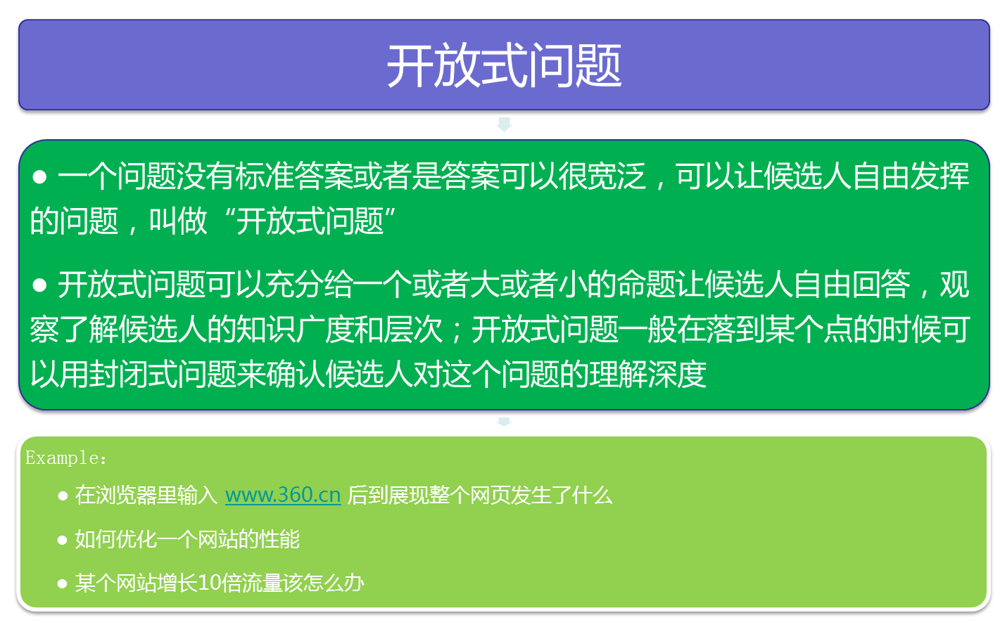 开放式问题
● 一个问题没有标准答案或者是答案可以很宽泛，可以让候选人自由发挥
的问题，叫做“开放式问题”
● 开放式问题可以充分给一个或者大或者小的命题让候选人自由回答，观
察了解候选人的知识广度和层次；开放式问题一般在落到某个点的时候可
以用封闭式问题来确认候选人对这个问题的理解深度
Example：
● 在浏览器里输入 www.360.cn 后到展现整个网页发生了什么
● 如何优化一个网站的性能
● 某个网站增长10倍流量该怎么办